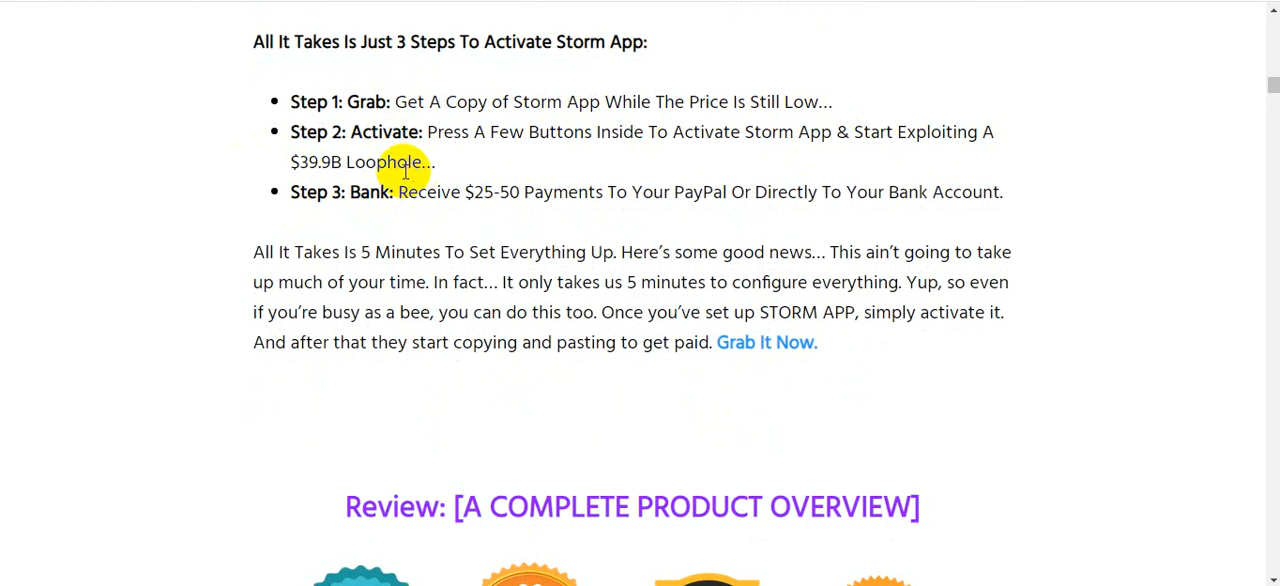 All It Takes Is Just 3 Steps To Activate Storm App:
Step 1: Grab: Get A Copy of Storm App While The Price Is Still Low...
Step 2: Activate: Press A Few Buttons Inside To Activate Storm App & Start Exploiting A
$39.9B Loophole...
Step 3: Bank: Receive $25-50 Payments To Your PayPal Or Directly To Your Bank Account.
All It Takes Is 5 Minutes To Set Everything Up. Here’s some good news... This ain’t going to take
up much of your time. In fact... It only takes us 5 minutes to configure everything. Yup, so even
if you’re busy as a bee, you can do this too. Once you’ve set up STORM APP, simply activate it.
And after that they start copying and pasting to get paid. Grab It Now.
Review: [A COMPLETE PRODUCT OVERVIEW]